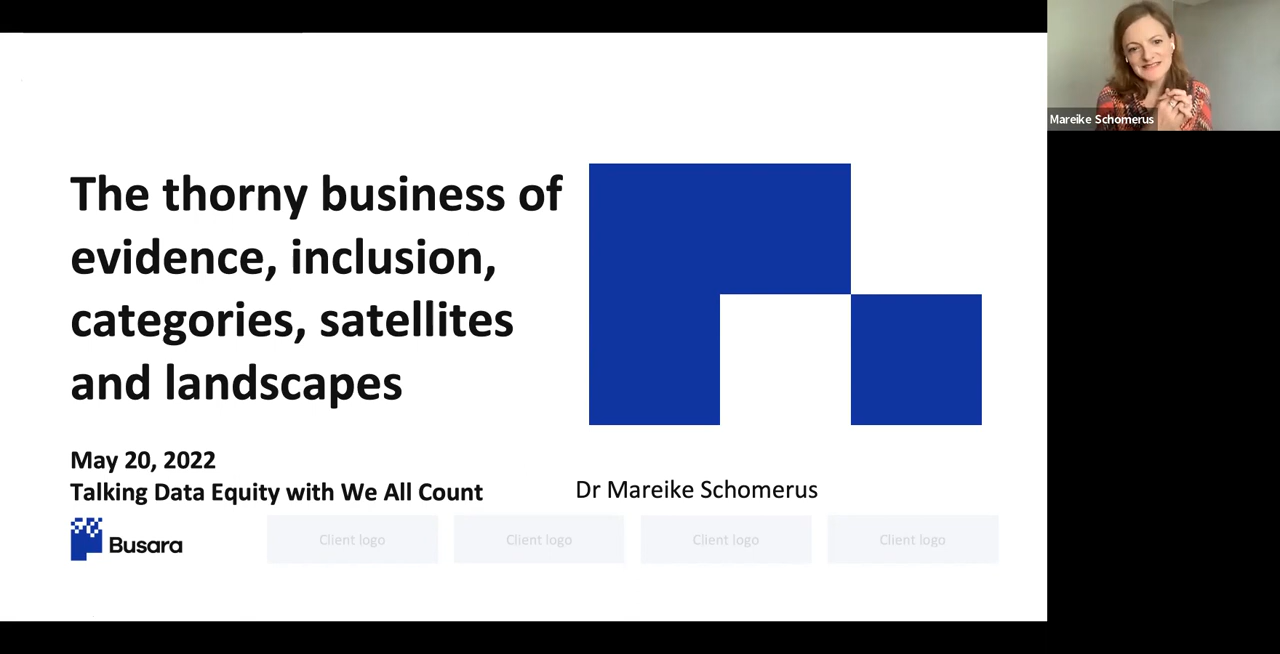 Mareike Schomerus
The thorny business of
evidence, inclusion,
categories, satellites
and landscapes
May 20, 2022
Talking Data Equity with We All Count
Dr Mareike Schomerus
Busara
Client logo
Client logo
Client logo
Client logo